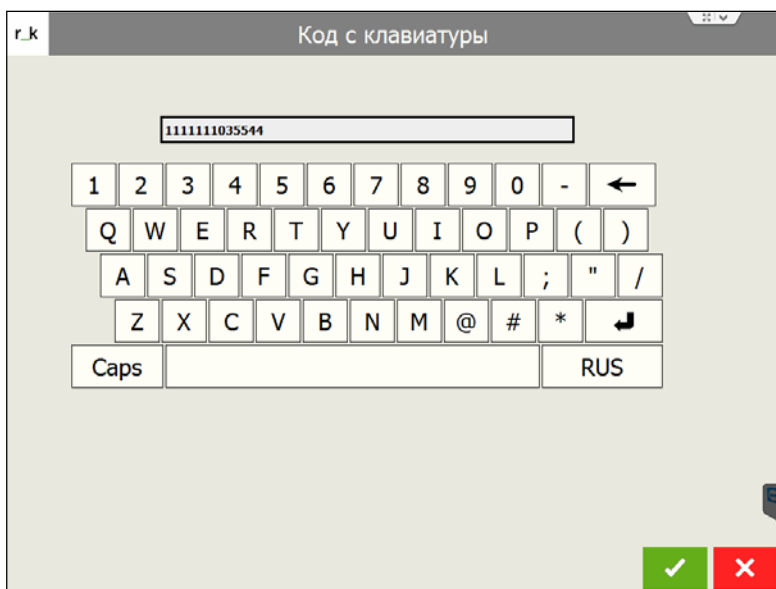 r_k
Код с клавиатуры
1111111035544
1 2 3 4 5 6 7 8 9 0 -
Q W E R T Y U I O P ( )
A S D F G H J K L ; " /
Z X C V B N M @ # *
Caps RUS